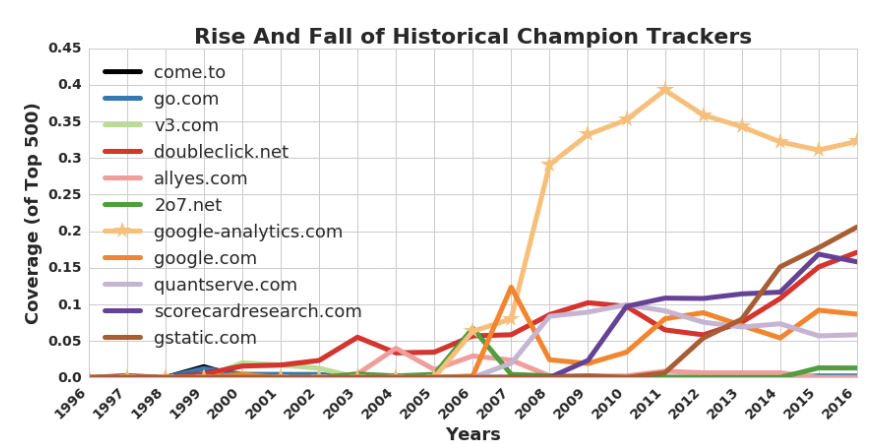 Rise And Fall of Historical Champion Trackers
Coverage (of Top 500)
0.45
0.4
0.35
0.3
0.25
0.2
0.15
0.1
0.05
0.0
come.to
go.com
v3.com
doubleclick.net
allyes.com
2o7.net
google-analytics.com
google.com
quantserve.com
scorecardresearch.com
gstatic.com
1996 1997 1998 1999 2000 2001 2002 2003 2004 2005 2006 2007 2008 2009 2010 2011 2012 2013 2014 2015 2016
Years